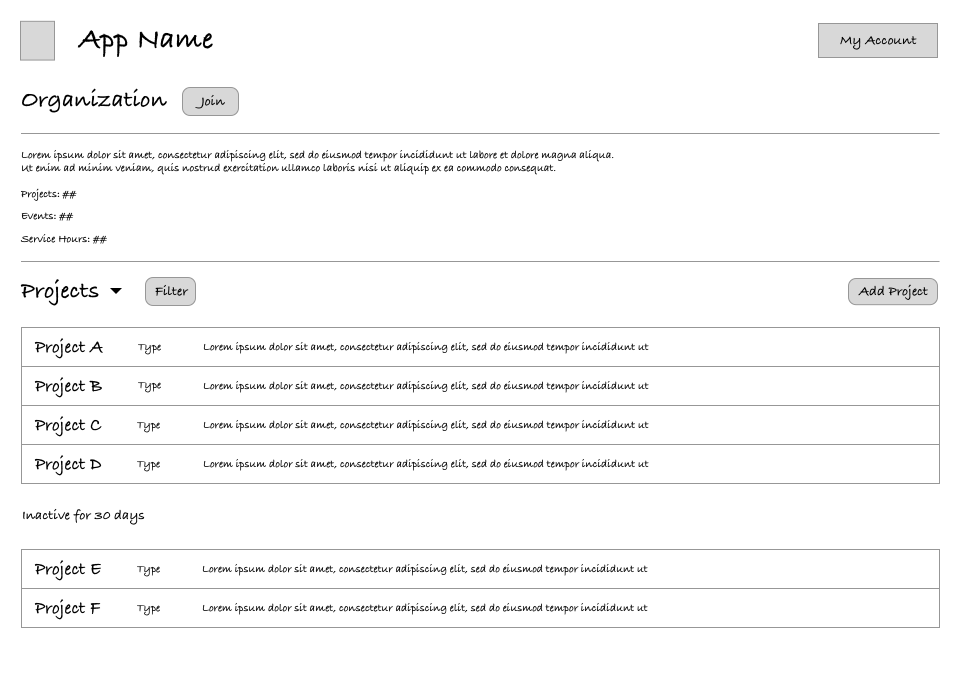 App Name
My Account
Organization
Join
Lorem ipsum dolor sit amet, consectetur adipiscing elit, sed do eiusmod tempor incididunt ut labore et dolore magna aliqua.
Ut enim ad minim veniam, quis nostrud exercitation ullamco laboris nisi ut aliquip ex ea commodo consequat.
Projects: ##
Events: ##
Service Hours: ##
Projects
Filter
Add Project
Project A Type Lorem ipsum dolor sit amet, consectetur adipiscing elit, sed do eiusmod tempor incididunt ut
Project B Type Lorem ipsum dolor sit amet, consectetur adipiscing elit, sed do eiusmod tempor incididunt ut
Project C Type Lorem ipsum dolor sit amet, consectetur adipiscing elit, sed do eiusmod tempor incididunt ut
Project D Type Lorem ipsum dolor sit amet, consectetur adipiscing elit, sed do eiusmod tempor incididunt ut
Inactive for 30 days
Project E Type Lorem ipsum dolor sit amet, consectetur adipiscing elit, sed do eiusmod tempor incididunt ut
Project F Type Lorem ipsum dolor sit amet, consectetur adipiscing elit, sed do eiusmod tempor incididunt ut